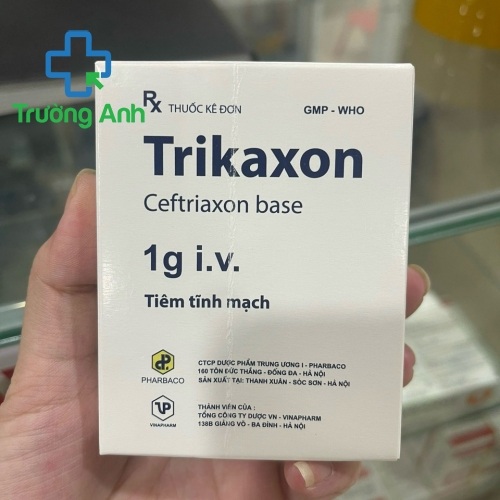 Trường Anh
Rx THUỐC KÊ ĐƠN
GMP - WHO
Trikaxon
Ceftriaxon base
1g i.v.
Tiêm tĩnh mạch
CTCP DƯỢC PHẨM TRUNG ƯƠNG I - PHARBACO
160 TÔN ĐỨC THẮNG - ĐỐNG ĐA - HÀ NỘI
SẢN XUẤT TẠI: THANH XUÂN - SÓC SƠN - HÀ NỘI
PHARBACO
THÀNH VIÊN CỦA :
TỔNG CÔNG TY DƯỢC VN - VINAPHARM
138B GIẢNG VÕ - BA ĐÌNH - HÀ NỘI
VINAPHARM